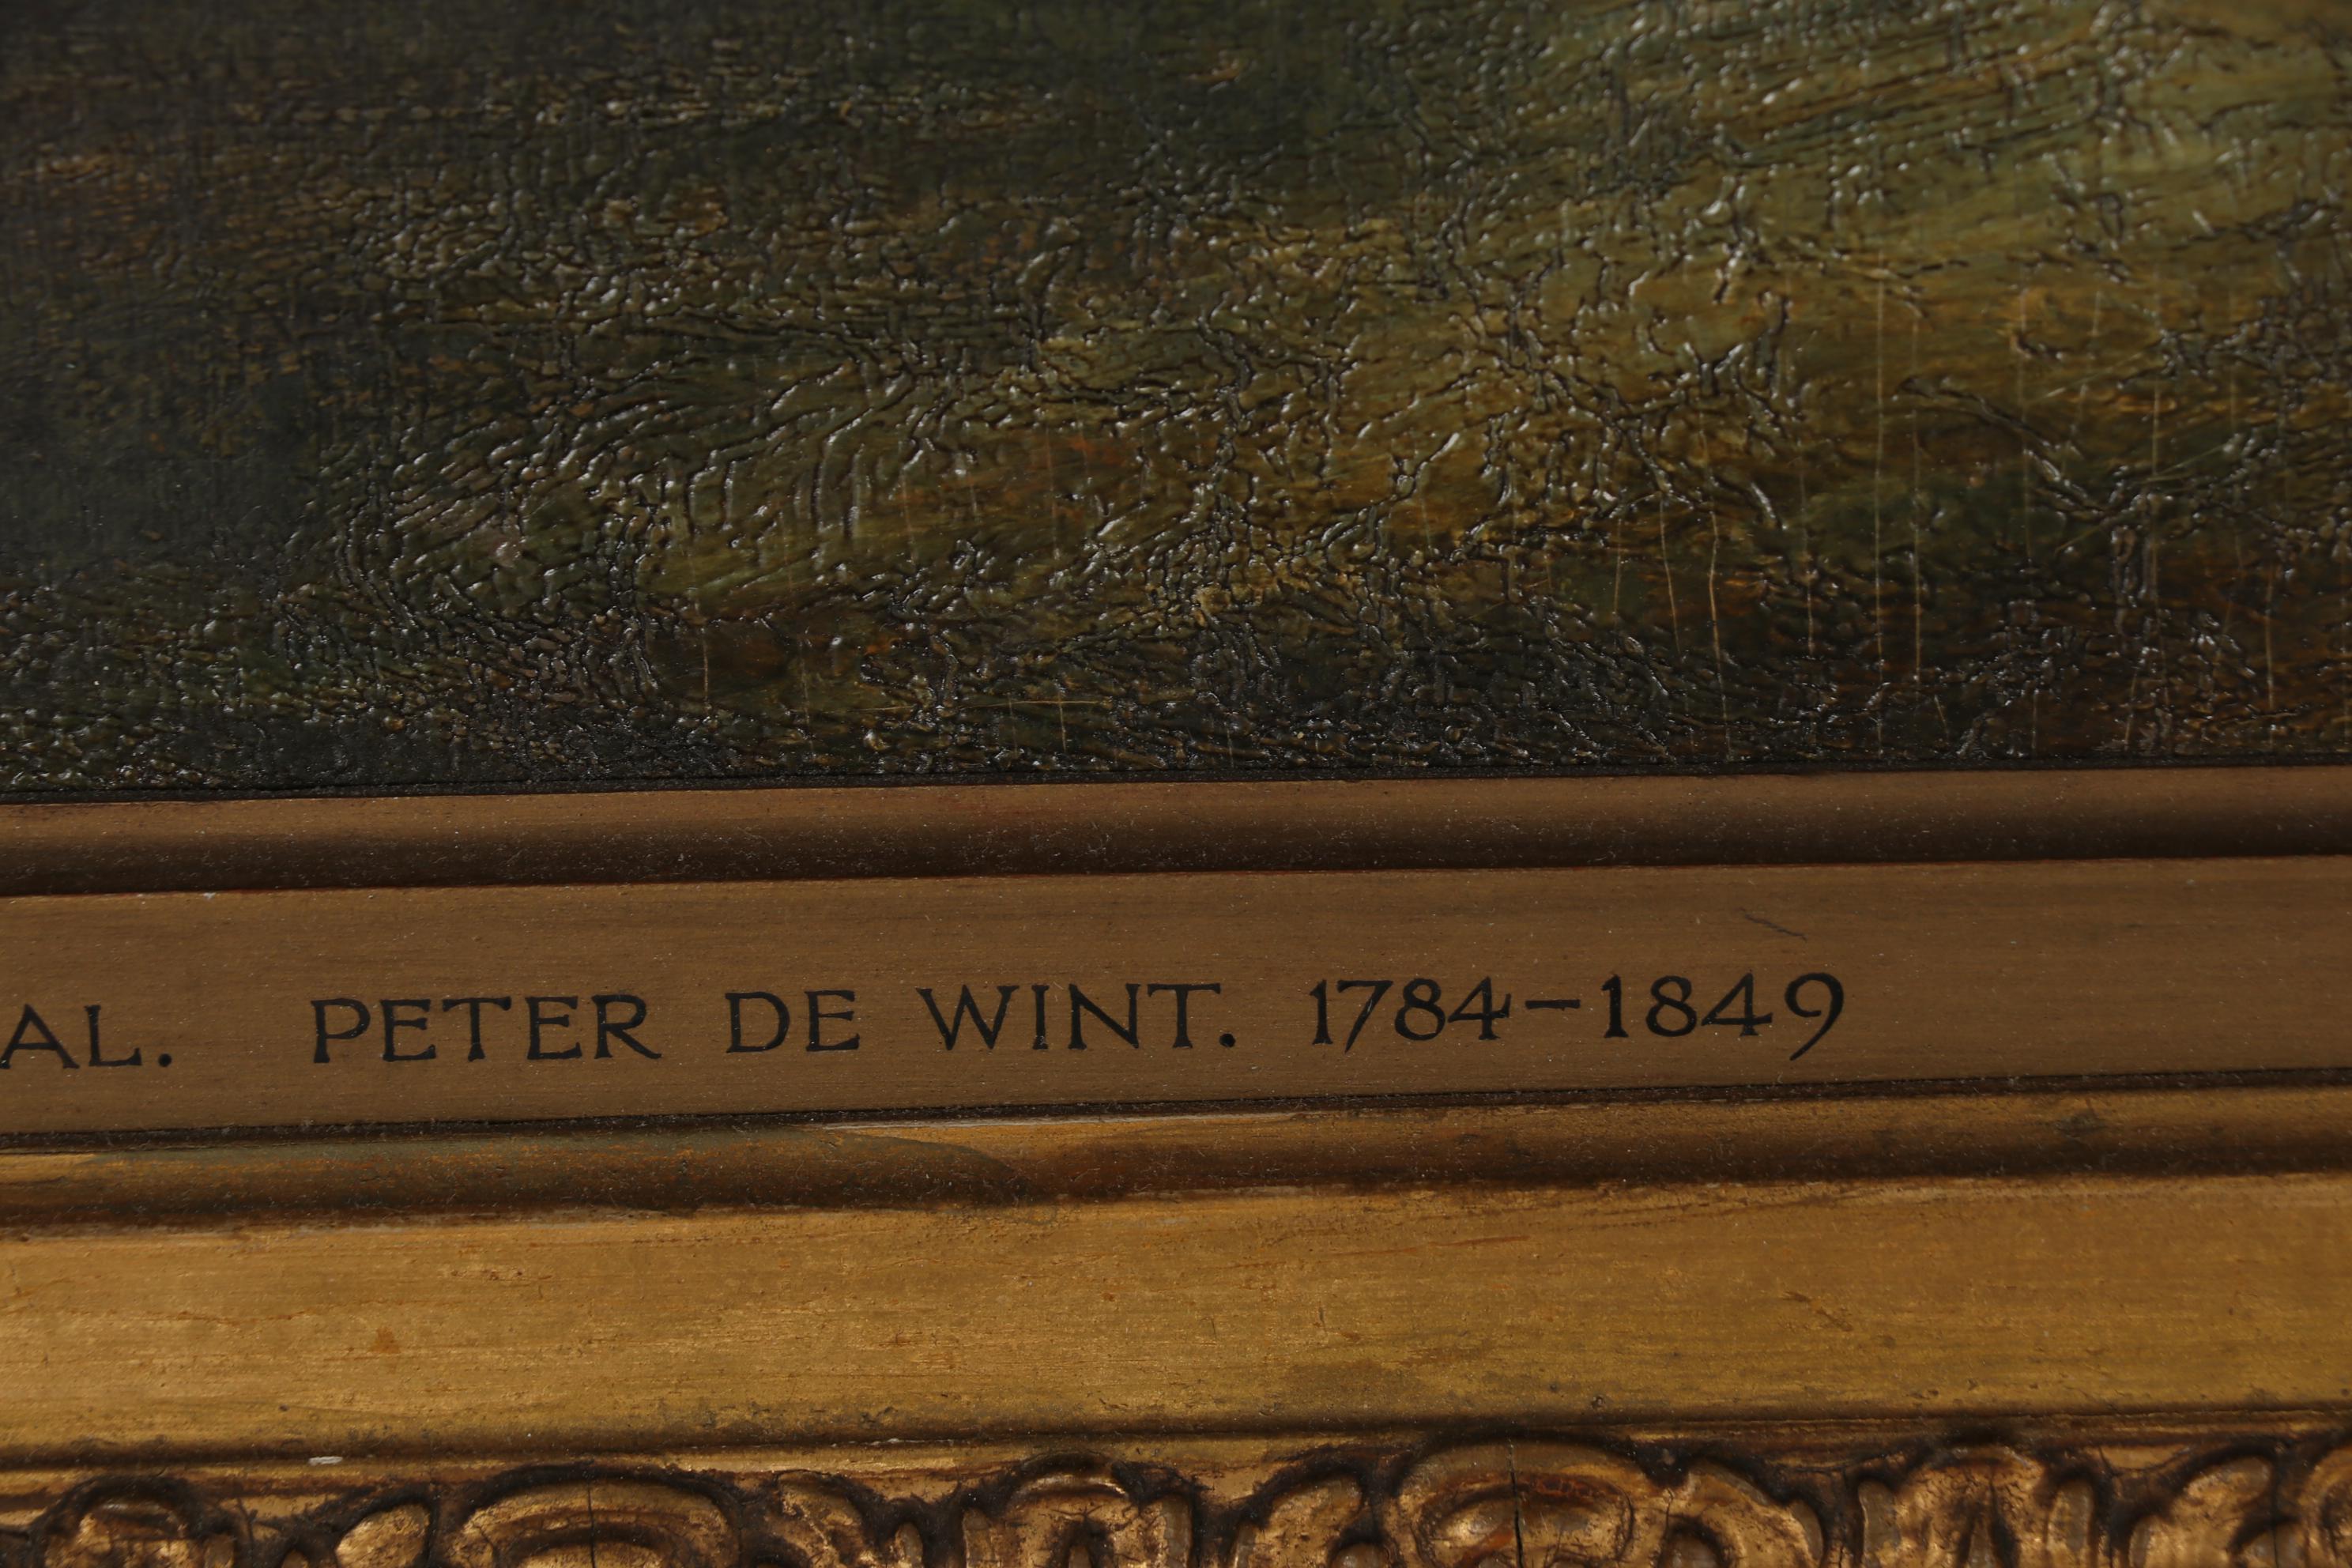 AL. PETER DE WINT. 1784–1849